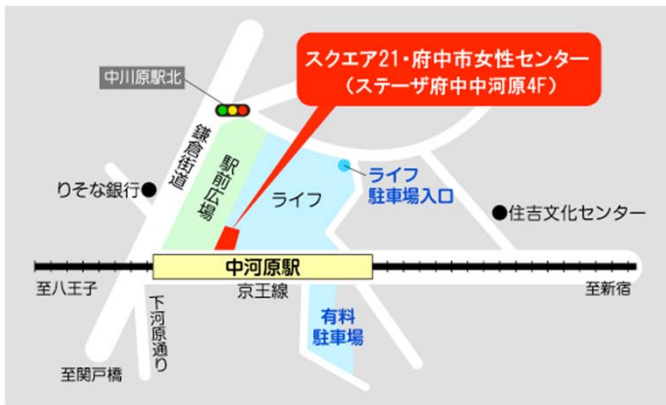 スクエア21・府中市女性センター
（ステーザ府中中河原4F）
中川原駅北
鎌倉街道
駅前広場
りそな銀行
ライフ
ライフ
駐車場入口
住吉文化センター
中河原駅
京王線
至八王子
至新宿
下河原通り
有料
駐車場
至関戸橋